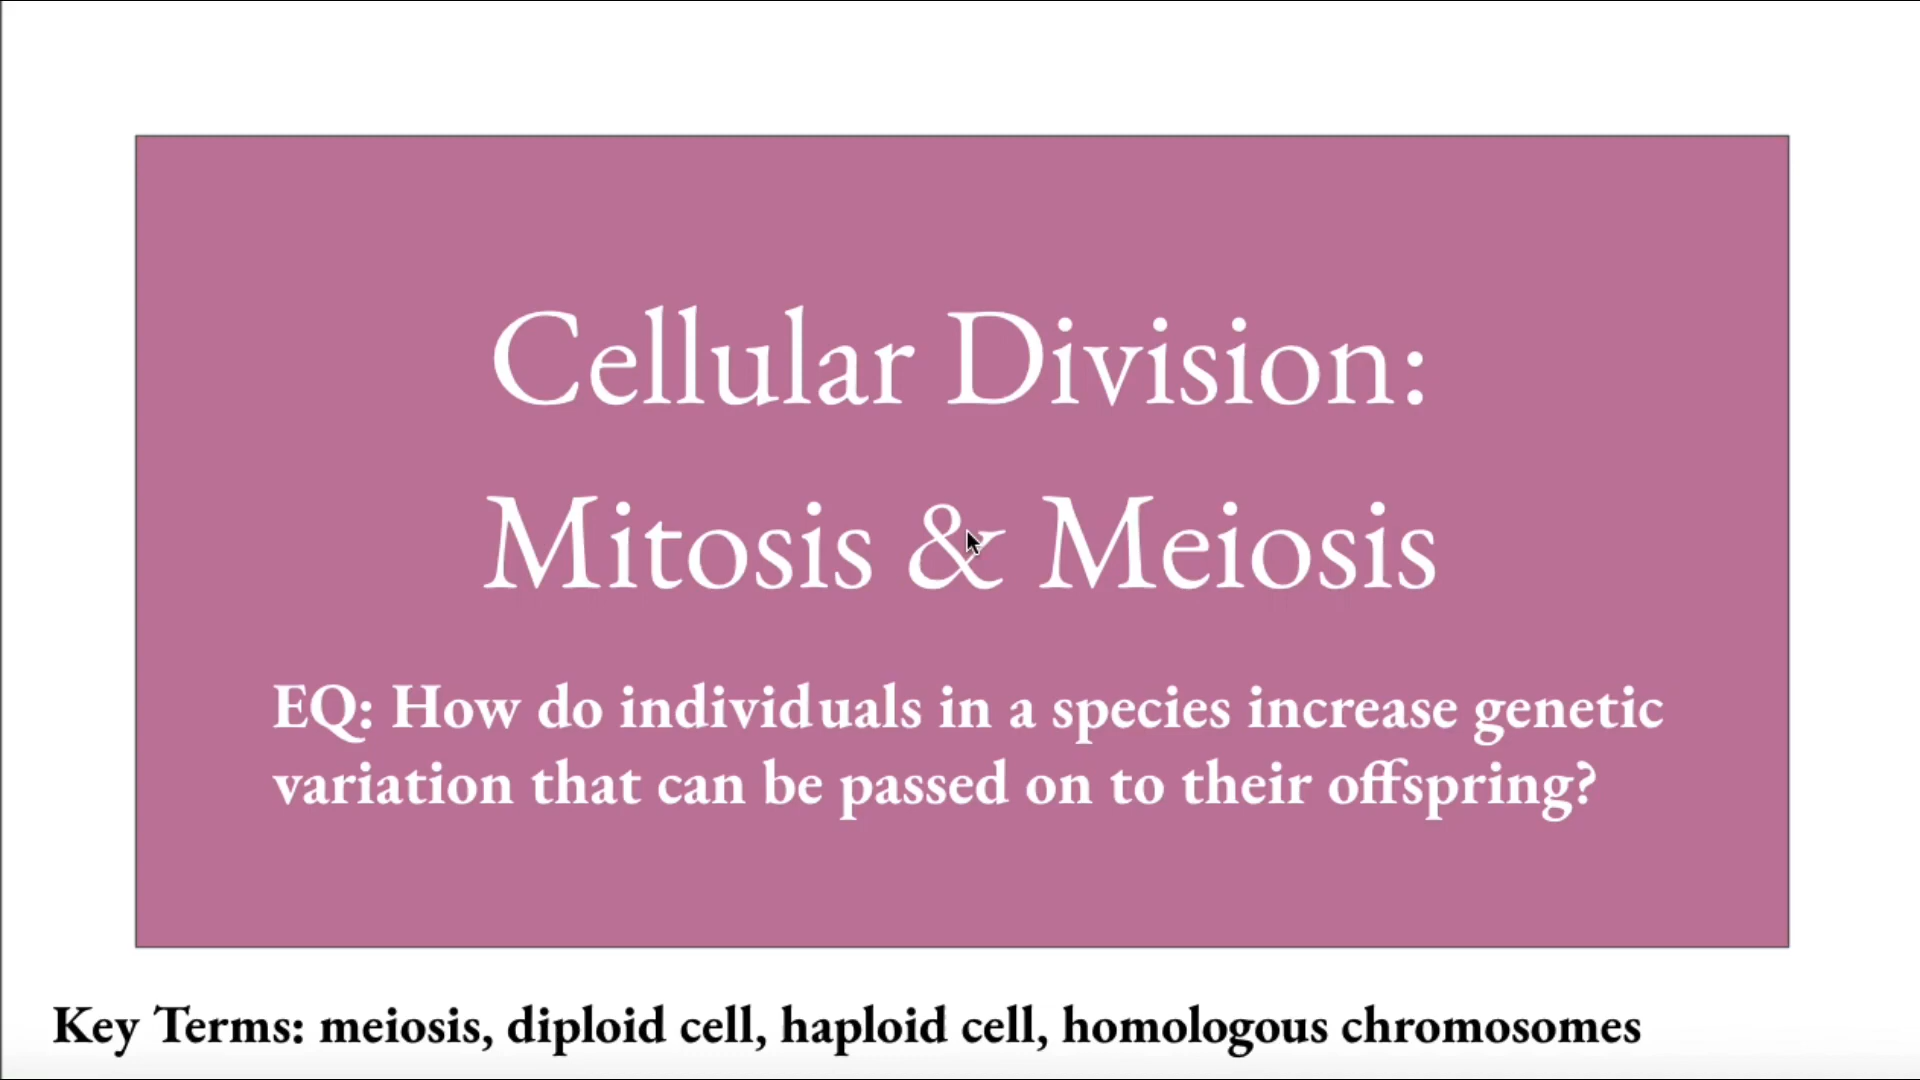 Cellular Division:
Mitosis & Meiosis
EQ: How do individuals in a species increase genetic
variation that can be passed on to their offspring?
Key Terms: meiosis, diploid cell, haploid cell, homologous chromosomes